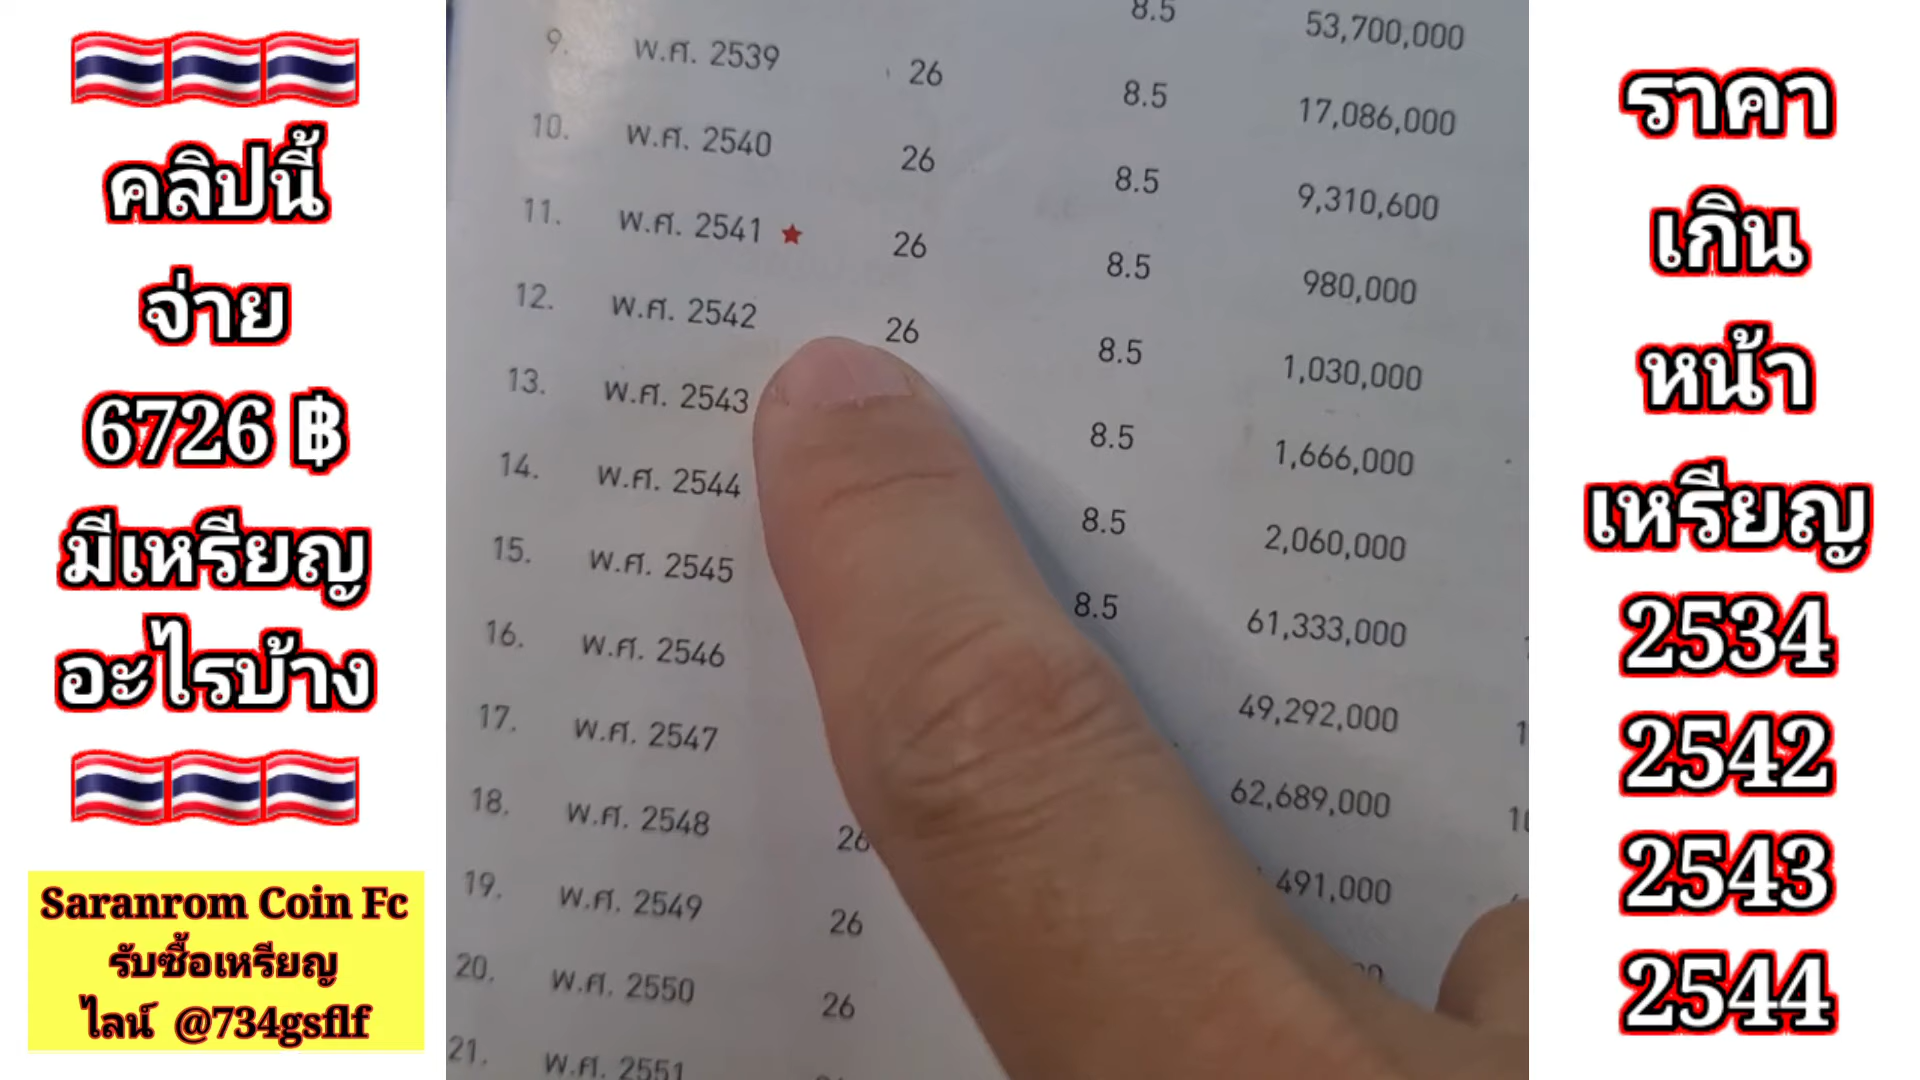 คลิปนี้
จ่าย
6726 ฿
มีเหรียญ
อะไรบ้าง
Saranrom Coin Fc
รับซื้อเหรียญ
ไลน์ @734gsflf
8.5 53,700,000
9. พ.ศ. 2539 26 8.5 17,086,000
10. พ.ศ. 2540 26 8.5 9,310,600
11. พ.ศ. 2541 ★ 26 8.5 980,000
12. พ.ศ. 2542 26 8.5 1,030,000
13. พ.ศ. 2543 8.5 1,666,000
14. พ.ศ. 2544 8.5 2,060,000
15. พ.ศ. 2545 8.5 61,333,000
16. พ.ศ. 2546 49,292,000
17. พ.ศ. 2547 62,689,000
18. พ.ศ. 2548 26 491,000
19. พ.ศ. 2549 26
20. พ.ศ. 2550 26
21. พ.ศ. 2551
ราคา
เกิน
หน้า
เหรียญ
2534
2542
2543
2544